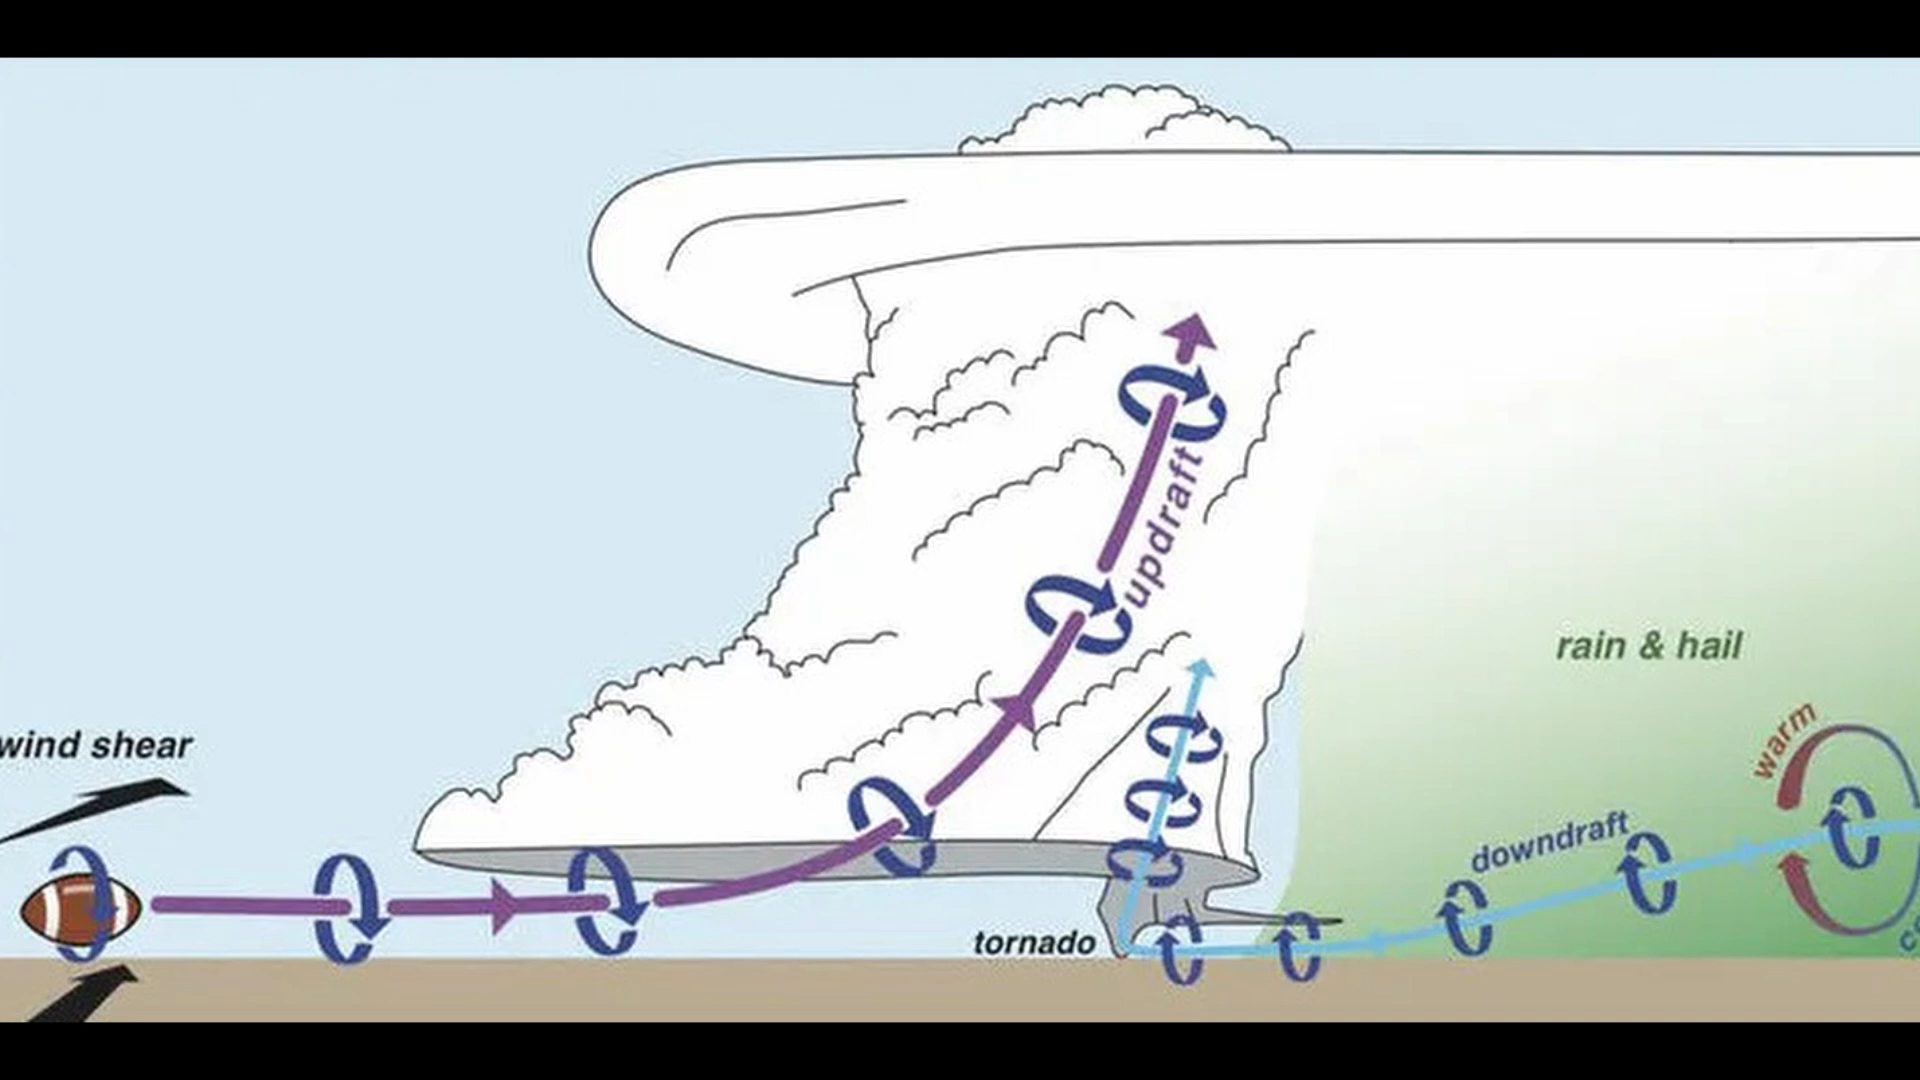 updraft
rain & hail
wind shear
warm
downdraft
tornado